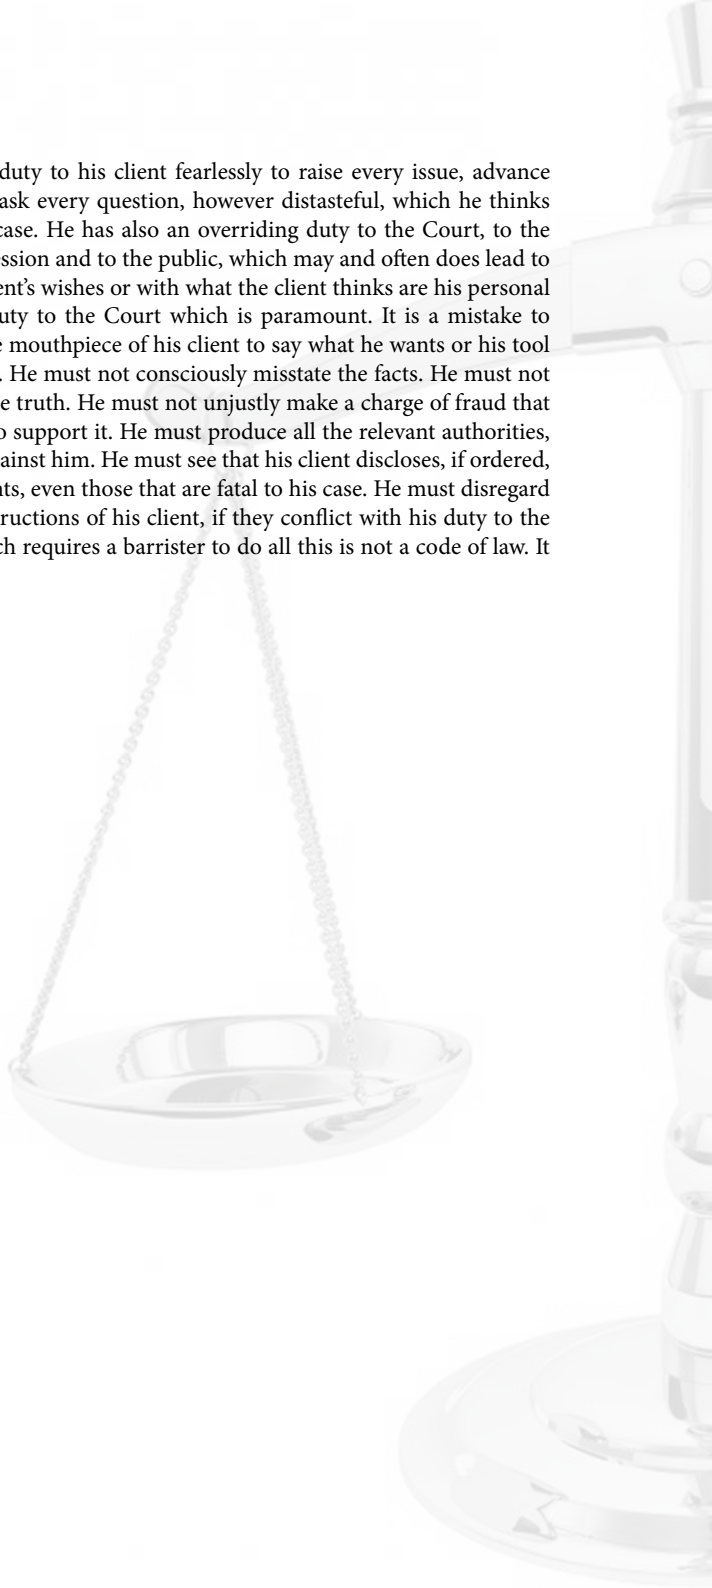 duty to his client fearlessly to raise every issue, advance
ask every question, however distasteful, which he thinks
case. He has also an overriding duty to the Court, to the
ession and to the public, which may and often does lead to
ent’s wishes or with what the client thinks are his personal
uty to the Court which is paramount. It is a mistake to
e mouthpiece of his client to say what he wants or his tool
. He must not consciously misstate the facts. He must not
e truth. He must not unjustly make a charge of fraud that
o support it. He must produce all the relevant authorities,
ainst him. He must see that his client discloses, if ordered,
nts, even those that are fatal to his case. He must disregard
ructions of his client, if they conflict with his duty to the
ch requires a barrister to do all this is not a code of law. It